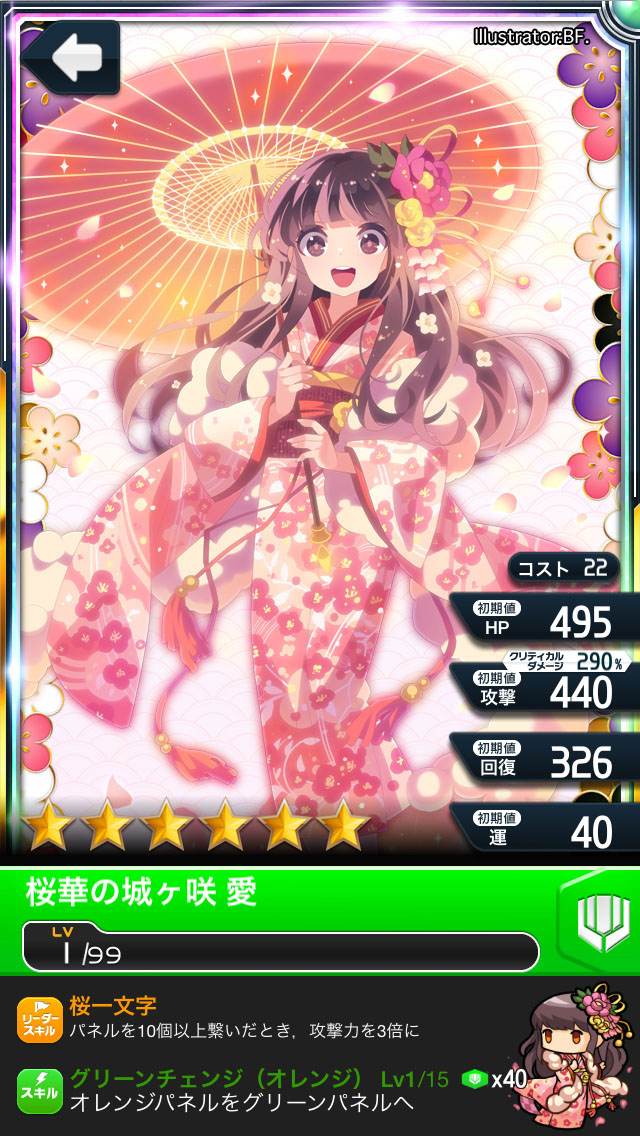 Illustrator:BF.
コスト 22
初期値 HP 495
クリティカルダメージ 290%
初期値 攻撃 440
初期値 回復 326
初期値 運 40
桜華の城ヶ咲 愛
LV
1/99
リーダースキル 桜一文字
パネルを10個以上繋いだとき, 攻撃力を3倍に
スキル グリーンチェンジ（オレンジ） Lv1/15 x40
オレンジパネルをグリーンパネルへ